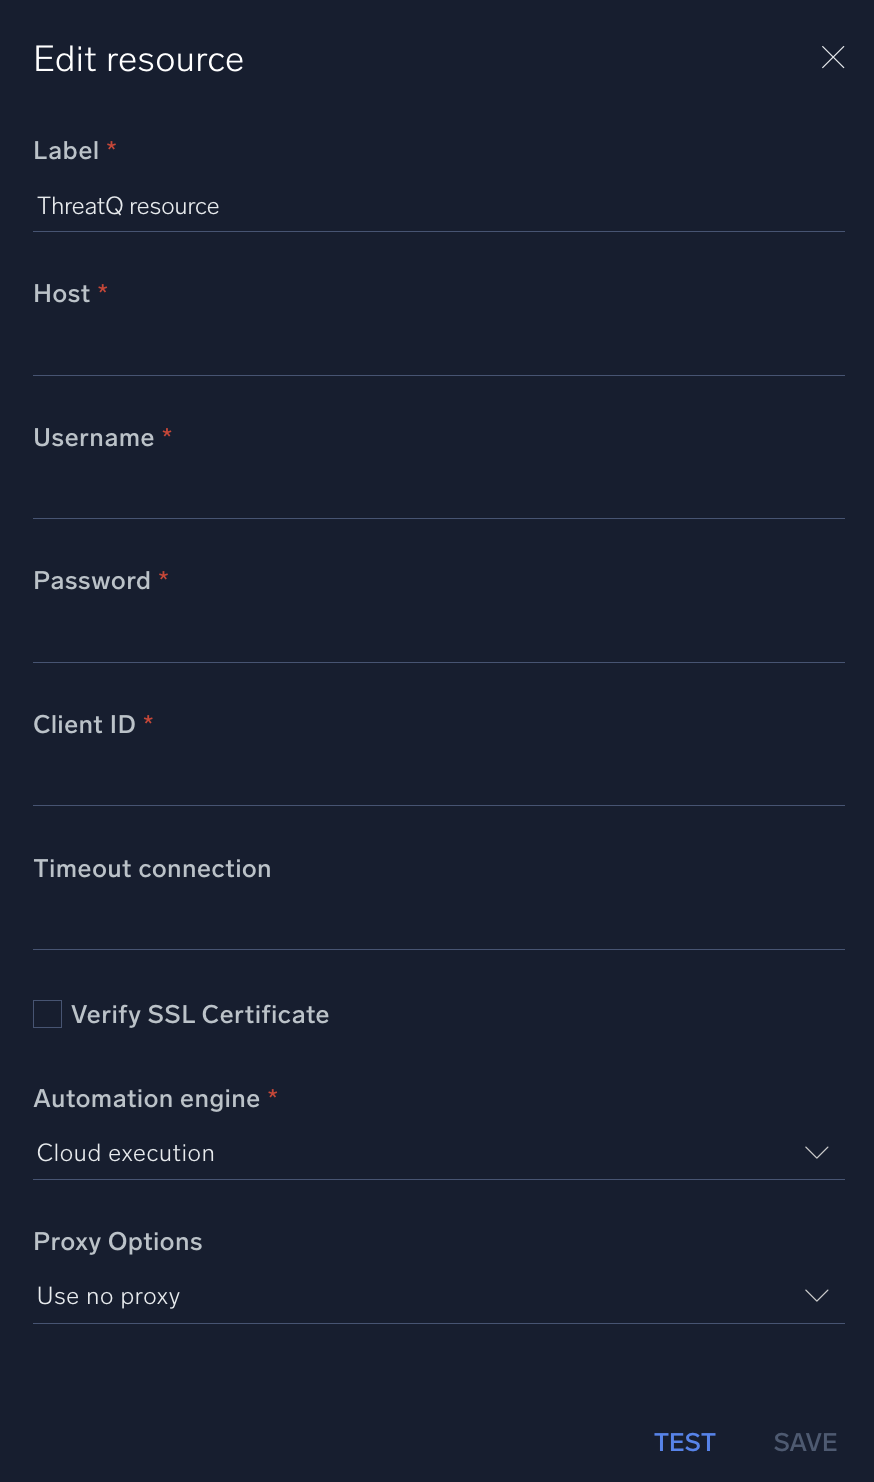 Edit resource
Label *
ThreatQ resource
Host *
Username *
Password *
Client ID *
Timeout connection
Verify SSL Certificate
Automation engine *
Cloud execution
Proxy Options
Use no proxy
TEST SAVE